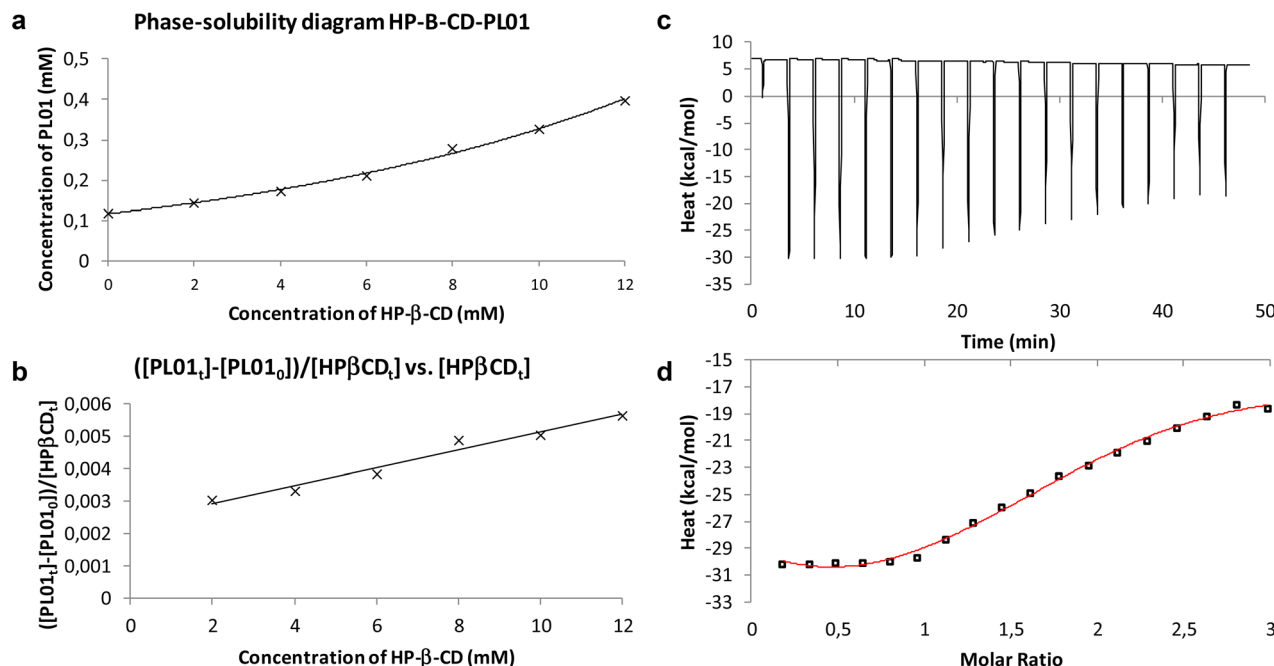 a
Phase-solubility diagram HP-B-CD-PL01
Concentration of PL01 (mM)
0,5
0,4
0,3
0,2
0,1
0
0 2 4 6 8 10 12
Concentration of HP-β-CD (mM)
b
([PL01ₜ]-[PL01₀])/[HPβCDₜ] vs. [HPβCDₜ]
([PL01ₜ]-[PL01₀])/[HPβCDₜ]
0,006
0,005
0,004
0,003
0,002
0,001
0
0 2 4 6 8 10 12
Concentration of HP-β-CD (mM)
c
Heat (kcal/mol)
10
5
0
-5
-10
-15
-20
-25
-30
-35
0 10 20 30 40 50
Time (min)
d
Heat (kcal/mol)
-15
-17
-19
-21
-23
-25
-27
-29
-31
-33
0 0,5 1 1,5 2 2,5 3
Molar Ratio